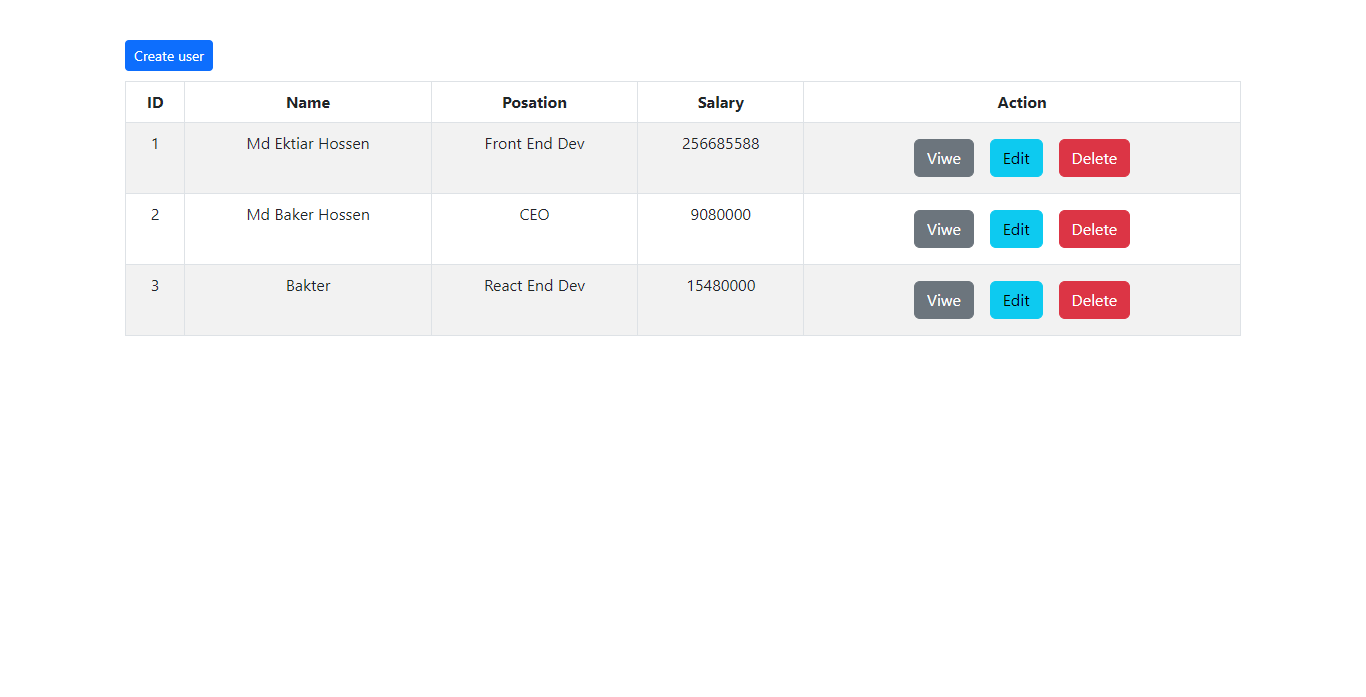 Create user
ID Name Posation Salary Action
1 Md Ektiar Hossen Front End Dev 256685588 Viwe Edit Delete
2 Md Baker Hossen CEO 9080000 Viwe Edit Delete
3 Bakter React End Dev 15480000 Viwe Edit Delete